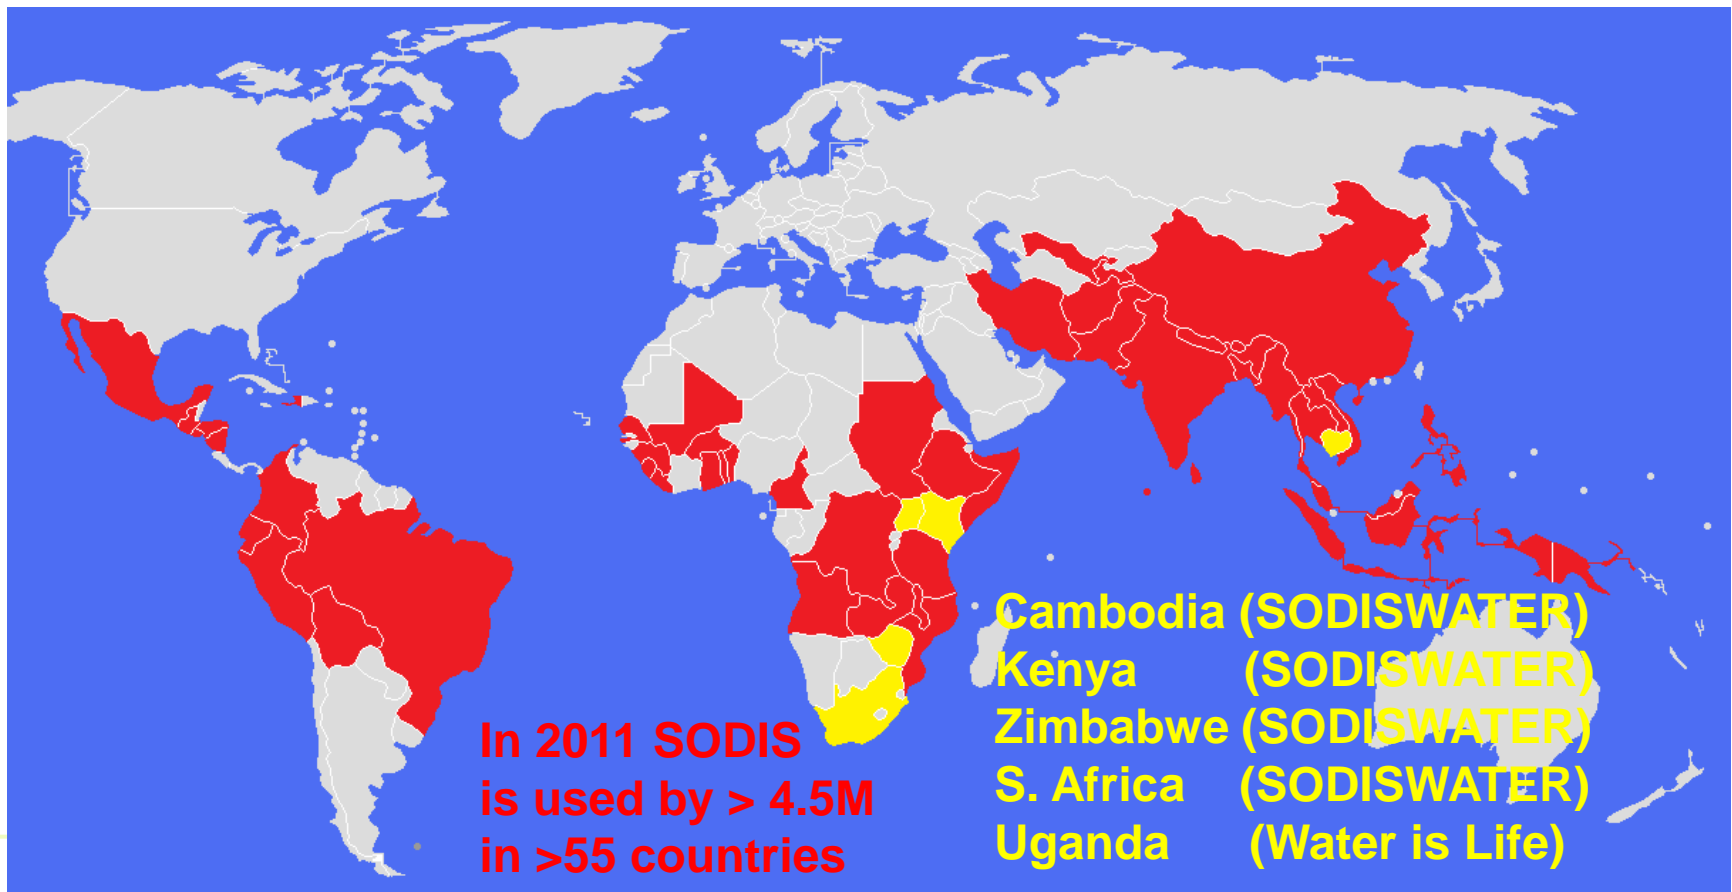 In 2011 SODIS
is used by > 4.5M
in >55 countries
Cambodia (SODISWATER)
Kenya (SODISWATER)
Zimbabwe (SODISWATER)
S. Africa (SODISWATER)
Uganda (Water is Life)